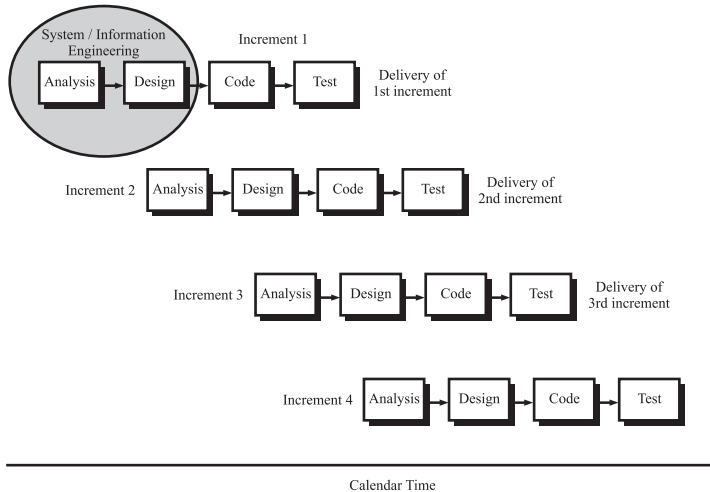 System / Information
Engineering
Increment 1
Analysis
Design
Code
Test
Delivery of
1st increment
Increment 2
Analysis
Design
Code
Test
Delivery of
2nd increment
Increment 3
Analysis
Design
Code
Test
Delivery of
3rd increment
Increment 4
Analysis
Design
Code
Test
Calendar Time